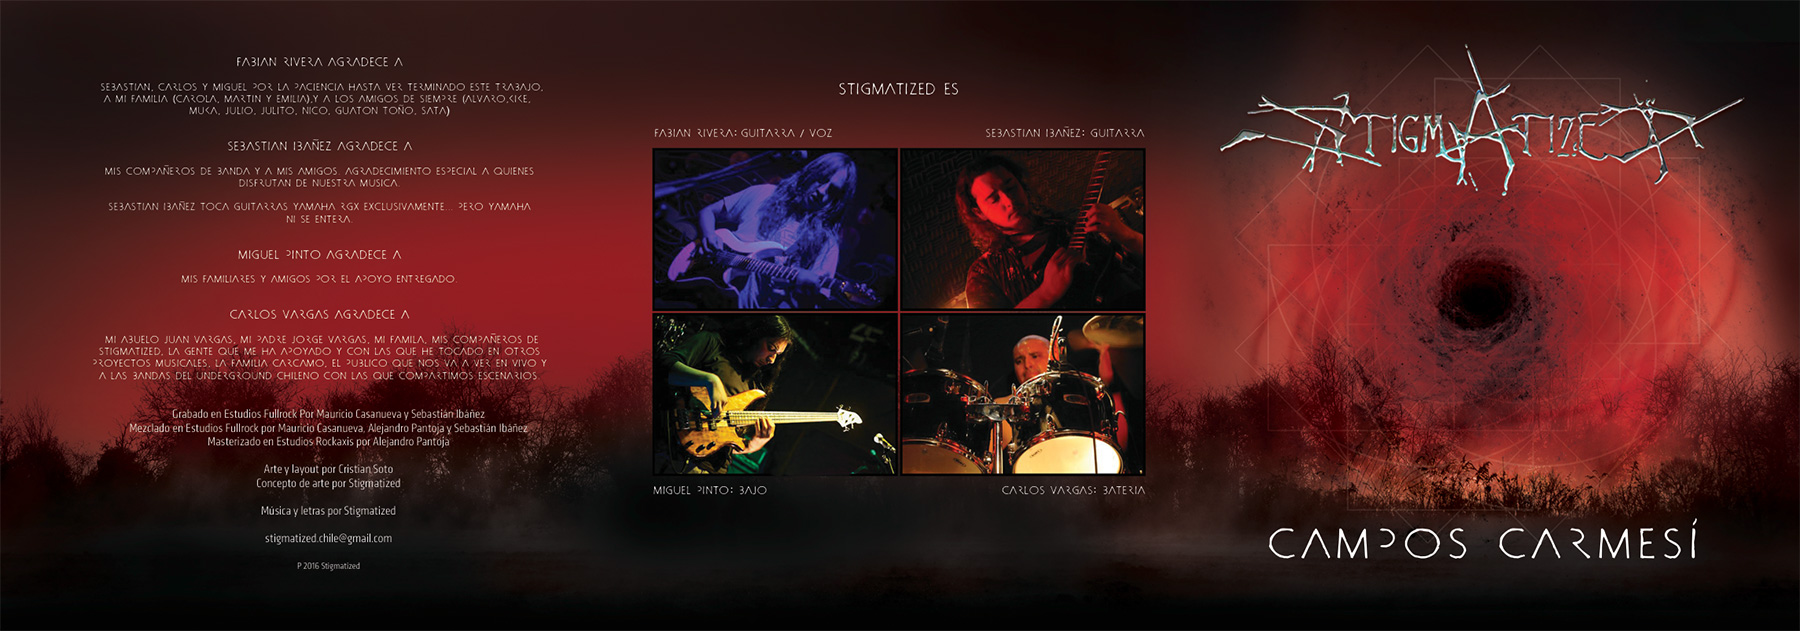 FABIAN RIVERA AGRADECE A
SEBASTIAN, CARLOS Y MIGUEL POR LA PACIENCIA HASTA VER TERMINADO ESTE TRABAJO,
A MI FAMILIA (CAROLA, MARTIN Y EMILIA),Y A LOS AMIGOS DE SIEMPRE (ALVARO,KIKE,
MUKA, JULIO, JULITO, NICO, GUATON TOÑO, SATA)
SEBASTIAN IBAÑEZ AGRADECE A
MIS COMPAÑEROS DE BANDA Y A MIS AMIGOS. AGRADECIMIENTO ESPECIAL A QUIENES
DISFRUTAN DE NUESTRA MUSICA.
SEBASTIAN IBAÑEZ TOCA GUITARRAS YAMAHA RGX EXCLUSIVAMENTE... PERO YAMAHA
NI SE ENTERA.
MIGUEL PINTO AGRADECE A
MIS FAMILIARES Y AMIGOS POR EL APOYO ENTREGADO.
CARLOS VARGAS AGRADECE A
MI ABUELO JUAN VARGAS, MI PADRE JORGE VARGAS, MI FAMILA, MIS COMPAÑEROS DE
STIGMATIZED, LA GENTE QUE ME HA APOYADO Y CON LAS QUE HE TOCADO EN OTROS
PROYECTOS MUSICALES, LA FAMILIA CARCAMO, EL PUBLICO QUE NOS VA A VER EN VIVO Y
A LAS BANDAS DEL UNDERGROUND CHILENO CON LAS QUE COMPARTIMOS ESCENARIOS.
Grabado en Estudios Fullrock Por Mauricio Casanueva y Sebastián Ibáñez
Mezclado en Estudios Fullrock por Mauricio Casanueva, Alejandro Pantoja y Sebastián Ibáñez
Masterizado en Estudios Rockaxis por Alejandro Pantoja
Arte y layout por Cristian Soto
Concepto de arte por Stigmatized
Música y letras por Stigmatized
stigmatized.chile@gmail.com
P 2016 Stigmatized
STIGMATIZED ES
FABIAN RIVERA: GUITARRA / VOZ
SEBASTIAN IBAÑEZ: GUITARRA
MIGUEL PINTO: BAJO
CARLOS VARGAS: BATERIA
STIGMATIZED
CAMPOS CARMESÍ